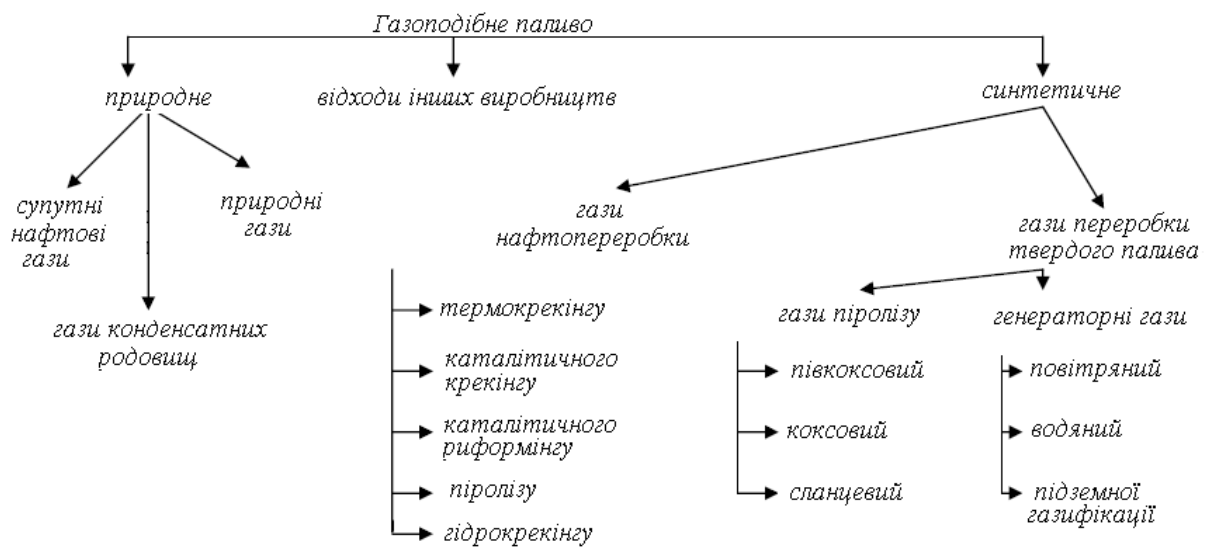 Газоподібне паливо
природне
відходи інших виробництв
синтетичне
супутні
нафтові
гази
природні
гази
гази конденсатних
родовищ
гази
нафтопереробки
термокрекінгу
каталітичного
крекінгу
каталітичного
риформінгу
піролізу
гідрокрекінгу
гази переробки
твердого палива
гази піролізу
півкоксовий
коксовий
сланцевий
генераторні гази
повітряний
водяний
підземної
газифікації